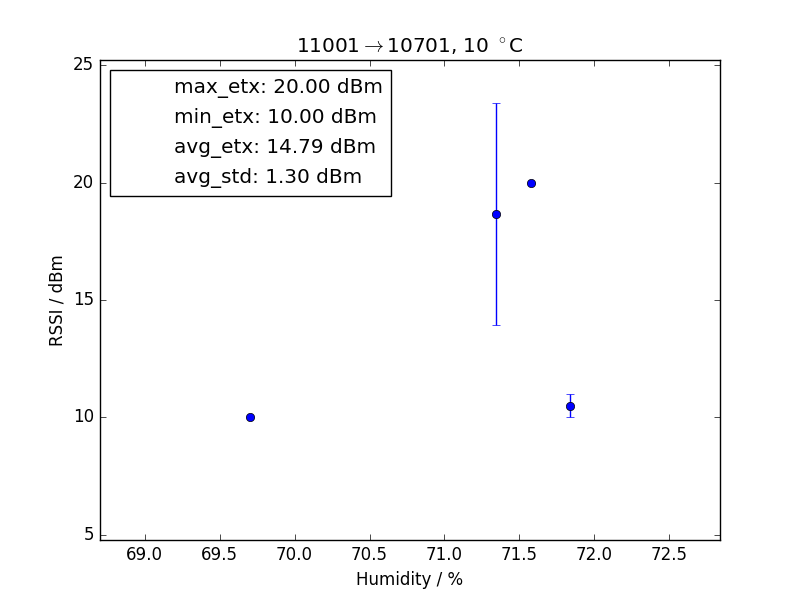 11001→10701, 10 °C
max_etx: 20.00 dBm
min_etx: 10.00 dBm
avg_etx: 14.79 dBm
avg_std: 1.30 dBm
25
20
15
10
5
RSSI / dBm
69.0 69.5 70.0 70.5 71.0 71.5 72.0 72.5
Humidity / %